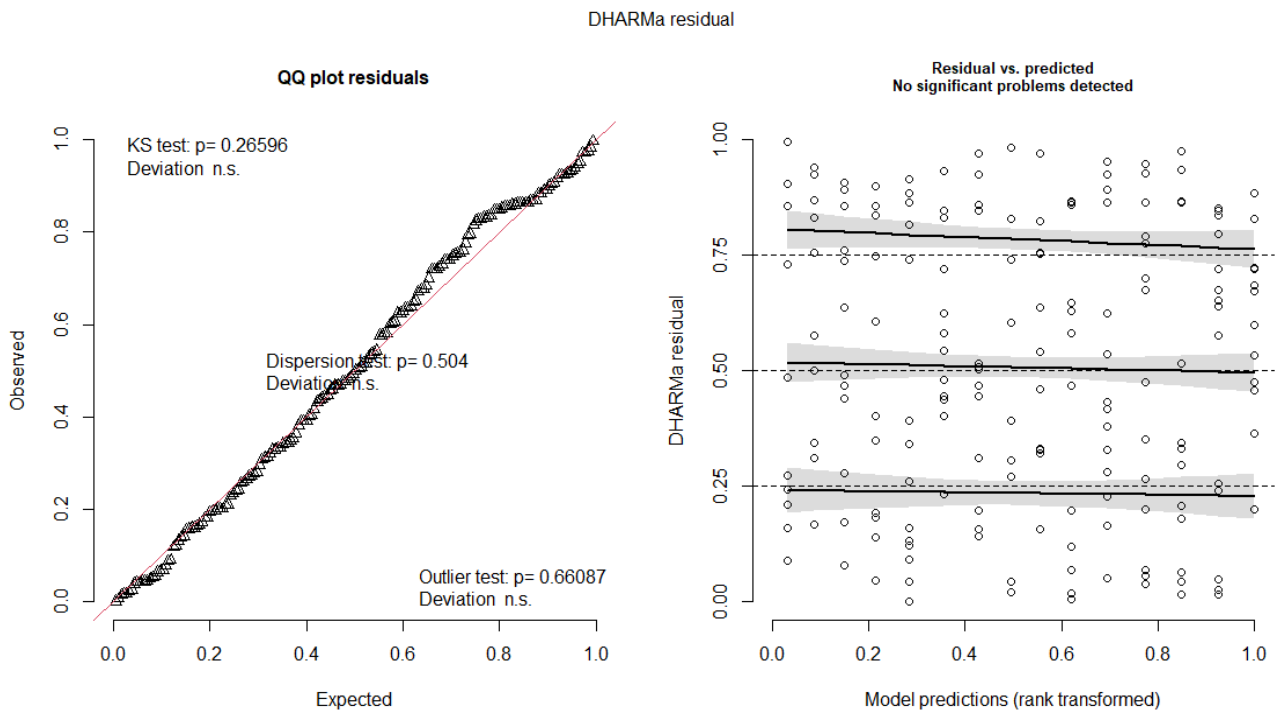 DHARMa residual
QQ plot residuals
KS test: p= 0.26596
Deviation n.s.
Dispersion test: p= 0.504
Deviation n.s.
Outlier test: p= 0.66087
Deviation n.s.
Observed
0.0
0.2
0.4
0.6
0.8
1.0
0.0 0.2 0.4 0.6 0.8 1.0
Expected
Residual vs. predicted
No significant problems detected
DHARMa residual
0.00
0.25
0.50
0.75
1.00
0.0 0.2 0.4 0.6 0.8 1.0
Model predictions (rank transformed)